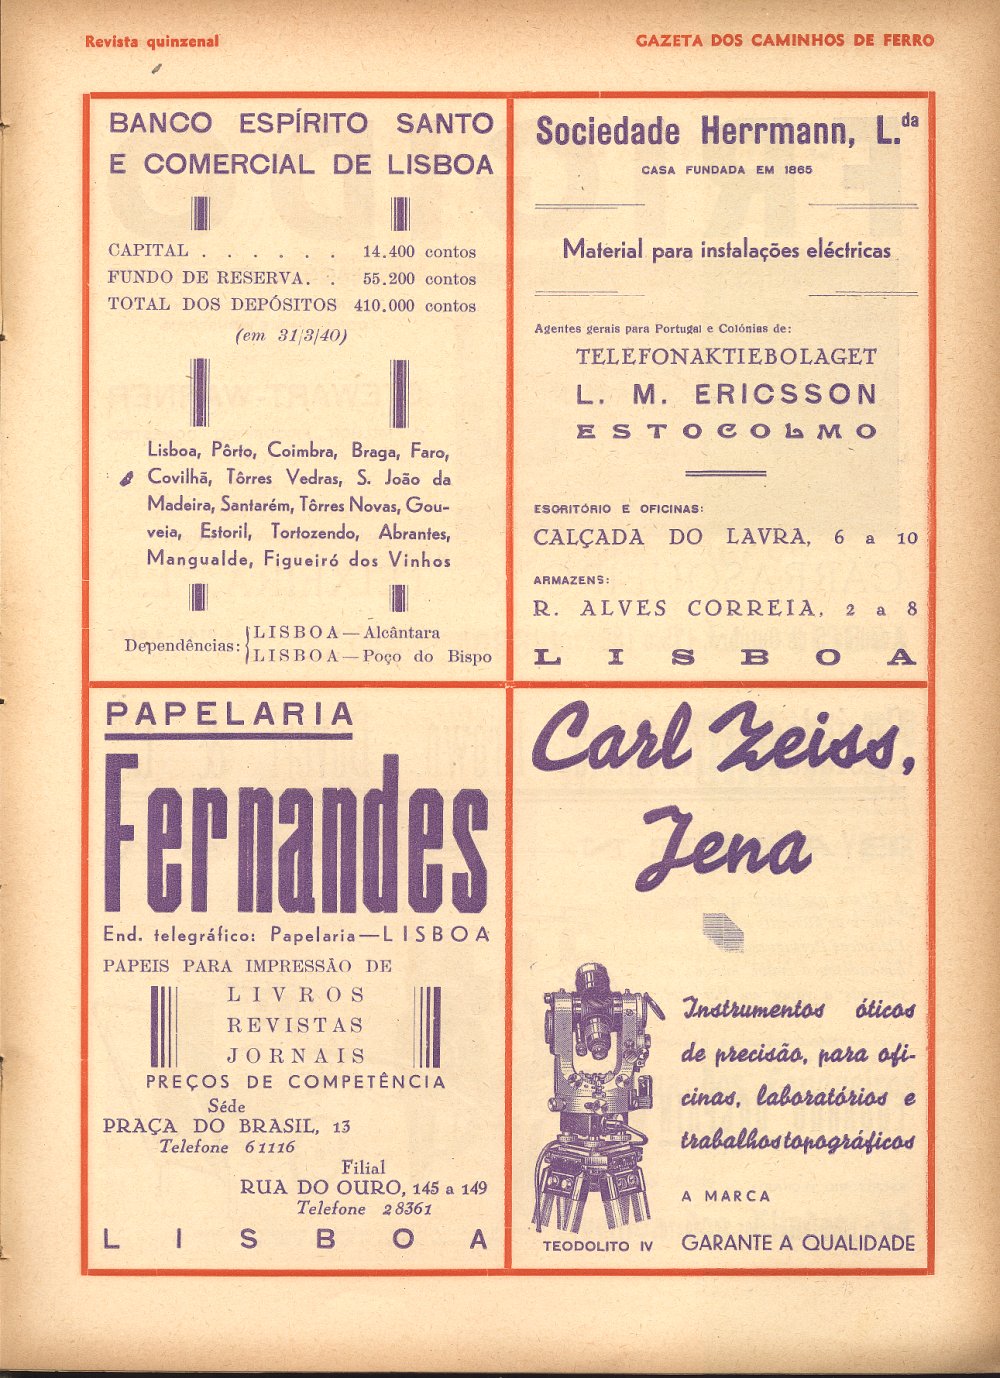 Revista quinzenal
GAZETA DOS CAMINHOS DE FERRO
BANCO ESPÍRITO SANTO
E COMERCIAL DE LISBOA
CAPITAL . . . . . . 14.400 contos
FUNDO DE RESERVA. . 55.200 contos
TOTAL DOS DEPÓSITOS 410.000 contos
(em 31/3/40)
Lisboa, Pôrto, Coimbra, Braga, Faro,
Covilhã, Tôrres Vedras, S. João da
Madeira, Santarém, Tôrres Novas, Gou-
veia, Estoril, Tortozendo, Abrantes,
Mangualde, Figueiró dos Vinhos
Dependências: { LISBOA—Alcântara
LISBOA—Poço do Bispo
Sociedade Herrmann, L.da
CASA FUNDADA EM 1865
Material para instalações eléctricas
Agentes gerais para Portugal e Colónias de:
TELEFONAKTIEBOLAGET
L. M. ERICSSON
ESTOCOLMO
ESCRITÓRIO E OFICINAS:
CALÇADA DO LAVRA, 6 a 10
ARMAZENS:
R. ALVES CORREIA, 2 a 8
LISBOA
PAPELARIA
Fernandes
End. telegráfico: Papelaria—LISBOA
PAPEIS PARA IMPRESSÃO DE
LIVROS
REVISTAS
JORNAIS
PREÇOS DE COMPETÊNCIA
Séde
PRAÇA DO BRASIL, 13
Telefone 61116
Filial
RUA DO OURO, 145 a 149
Telefone 28361
LISBOA
Carl Zeiss,
Jena
Instrumentos óticos
de precisão, para ofi-
cinas, laboratórios e
trabalhos topográficos
A MARCA
GARANTE A QUALIDADE
TEODOLITO IV